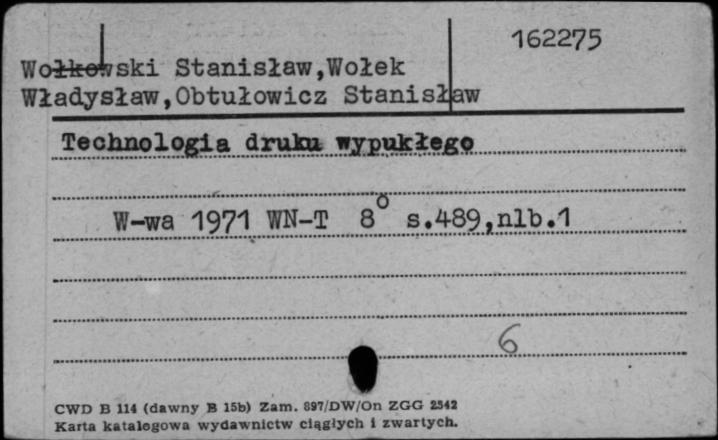 162275
Wołkowski Stanisław,Wołek
Władysław,Obtułowicz Stanisław
Technologia druku wypukłego
W-wa 1971 WN-T 8° s.489,nlb.1
6
CWD B 114 (dawny B 15b) Zam. 897/DW/On ZGG 2542
Karta katalogowa wydawnictw ciągłych i zwartych.